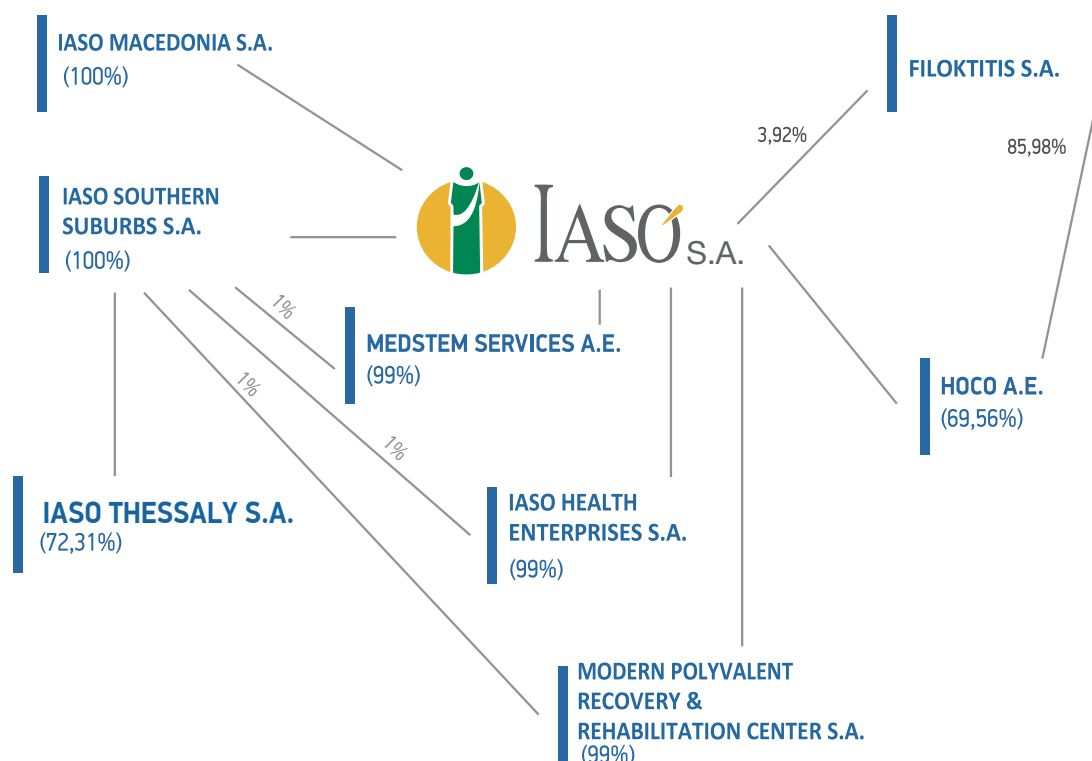 IASO MACEDONIA S.A.
(100%)
FILOKTITIS S.A.
3,92%
85,98%
IASO SOUTHERN
SUBURBS S.A.
(100%)
IASO S.A.
1%
MEDSTEM SERVICES A.E.
(99%)
1%
HOCO A.E.
(69,56%)
1%
IASO THESSALY S.A.
(72,31%)
IASO HEALTH
ENTERPRISES S.A.
(99%)
MODERN POLYVALENT
RECOVERY &
REHABILITATION CENTER S.A.
(99%)